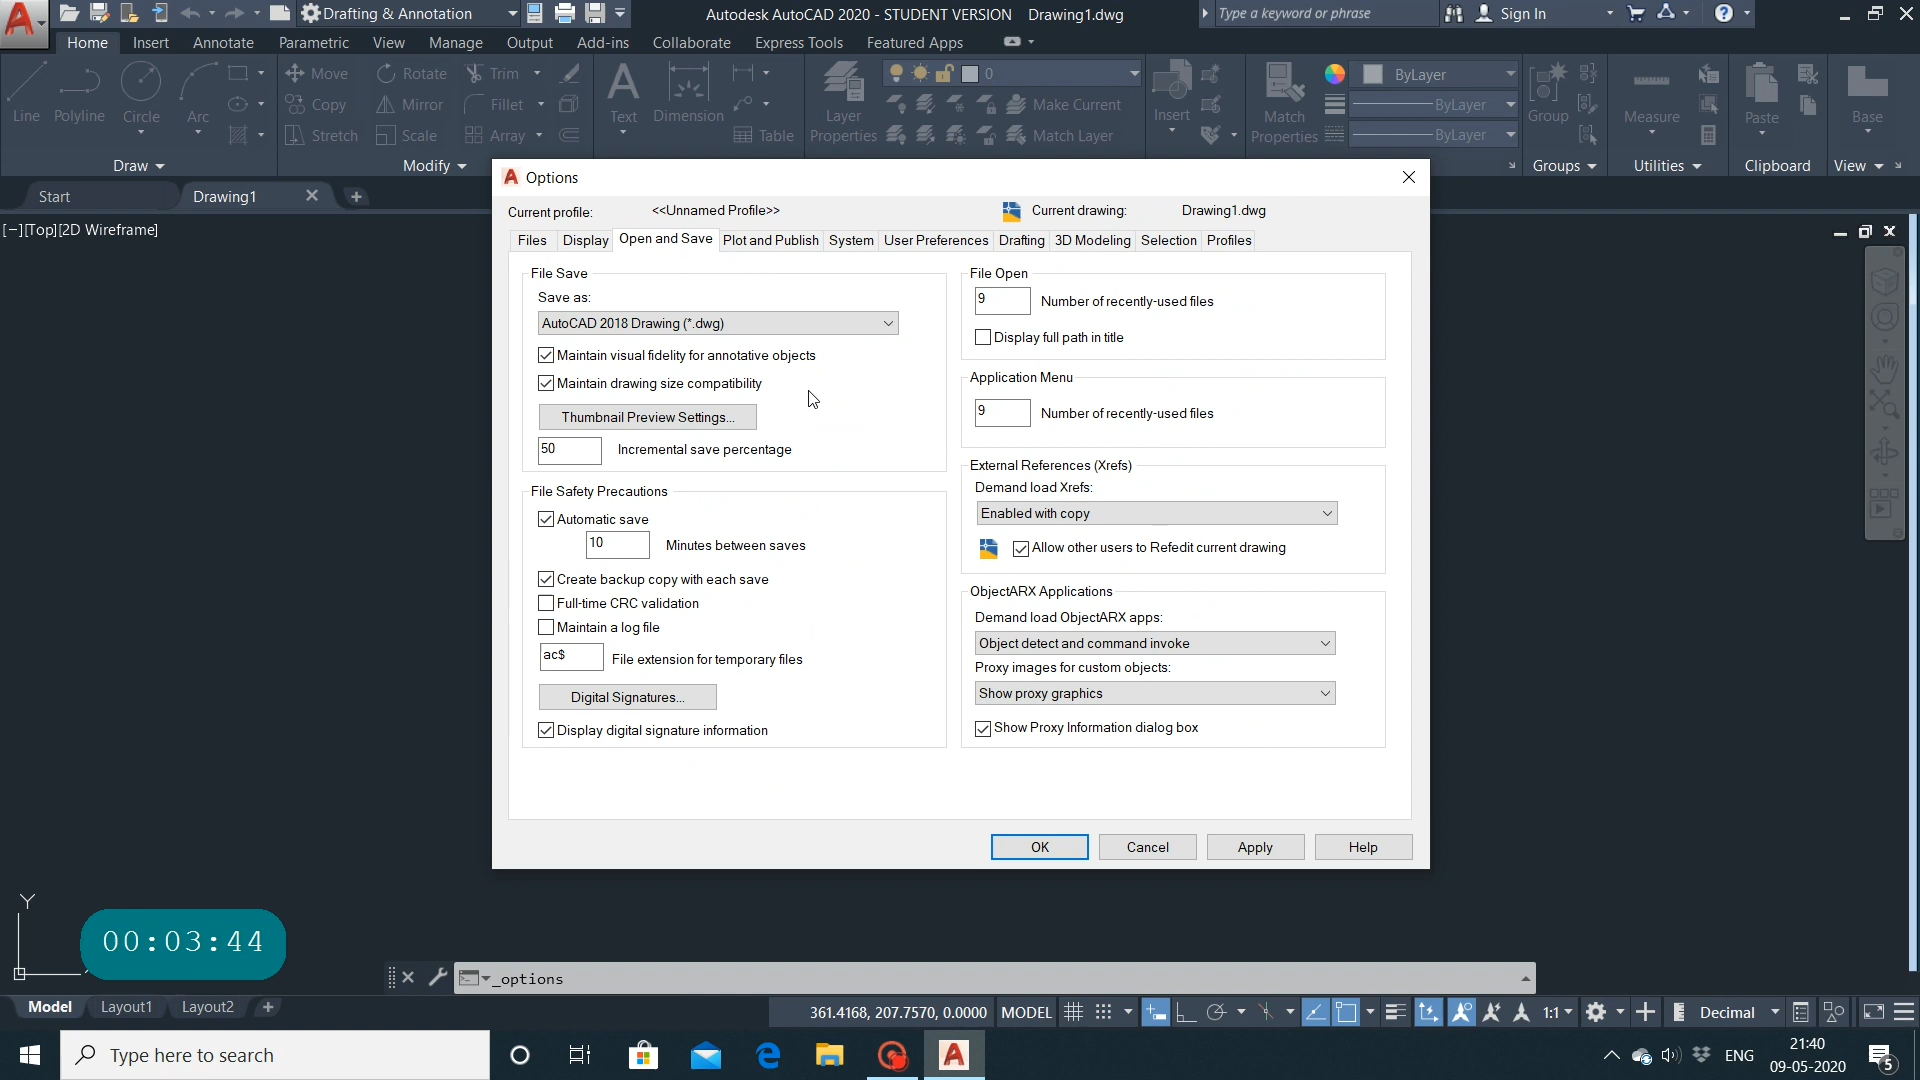 Drafting & Annotation
Autodesk AutoCAD 2020 - STUDENT VERSION Drawing1.dwg
Type a keyword or phrase
Sign In
Home Insert Annotate Parametric View Manage Output Add-ins Collaborate Express Tools Featured Apps
Line Polyline Circle Arc
Move Rotate Trim
Copy Mirror Fillet
Stretch Scale Array
Text Dimension Table
Layer Properties
0
Make Current
Match Layer
Insert
Match Properties
ByLayer
ByLayer
ByLayer
Group Measure Paste Base
Draw Modify Groups Utilities Clipboard View
Start Drawing1
[−][Top][2D Wireframe]
Options
Current profile: <<Unnamed Profile>> Current drawing: Drawing1.dwg
Files Display Open and Save Plot and Publish System User Preferences Drafting 3D Modeling Selection Profiles
File Save
Save as:
AutoCAD 2018 Drawing (*.dwg)
Maintain visual fidelity for annotative objects
Maintain drawing size compatibility
Thumbnail Preview Settings...
50 Incremental save percentage
File Safety Precautions
Automatic save
10 Minutes between saves
Create backup copy with each save
Full-time CRC validation
Maintain a log file
ac$ File extension for temporary files
Digital Signatures...
Display digital signature information
File Open
9 Number of recently-used files
Display full path in title
Application Menu
9 Number of recently-used files
External References (Xrefs)
Demand load Xrefs:
Enabled with copy
Allow other users to Refedit current drawing
ObjectARX Applications
Demand load ObjectARX apps:
Object detect and command invoke
Proxy images for custom objects:
Show proxy graphics
Show Proxy Information dialog box
OK Cancel Apply Help
Y
00:03:44
_options
Model Layout1 Layout2
361.4168, 207.7570, 0.0000 MODEL 1:1 Decimal
Type here to search
ENG
21:40
09-05-2020
5